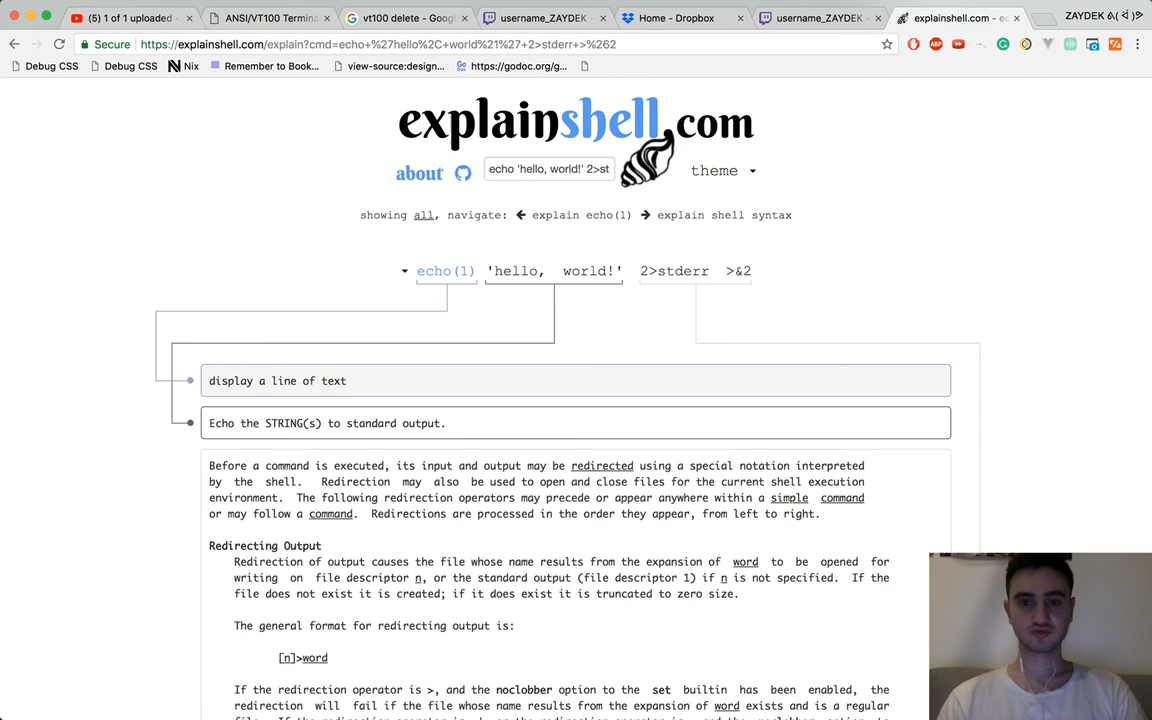 (5) 1 of 1 uploaded -
ANSI/VT100 Termina
vt100 delete - Goog
username_ZAYDEK -
Home - Dropbox
username_ZAYDEK -
explainshell.com - e
ZAYDEK
Secure https://explainshell.com/explain?cmd=echo+%27hello%2C+world%21%27+2>stderr+>%262
Debug CSS
Debug CSS
Nix
Remember to Book...
view-source:design...
https://godoc.org/g...
explainshell.com
about
echo 'hello, world!' 2>st
theme
showing all, navigate: ← explain echo(1) → explain shell syntax
echo(1) 'hello, world!' 2>stderr >&2
display a line of text
Echo the STRING(s) to standard output.
Before a command is executed, its input and output may be redirected using a special notation interpreted
by the shell. Redirection may also be used to open and close files for the current shell execution
environment. The following redirection operators may precede or appear anywhere within a simple command
or may follow a command. Redirections are processed in the order they appear, from left to right.
Redirecting Output
Redirection of output causes the file whose name results from the expansion of word to be opened for
writing on file descriptor n, or the standard output (file descriptor 1) if n is not specified. If the
file does not exist it is created; if it does exist it is truncated to zero size.
The general format for redirecting output is:
[n]>word
If the redirection operator is >, and the noclobber option to the set builtin has been enabled, the
redirection will fail if the file whose name results from the expansion of word exists and is a regular